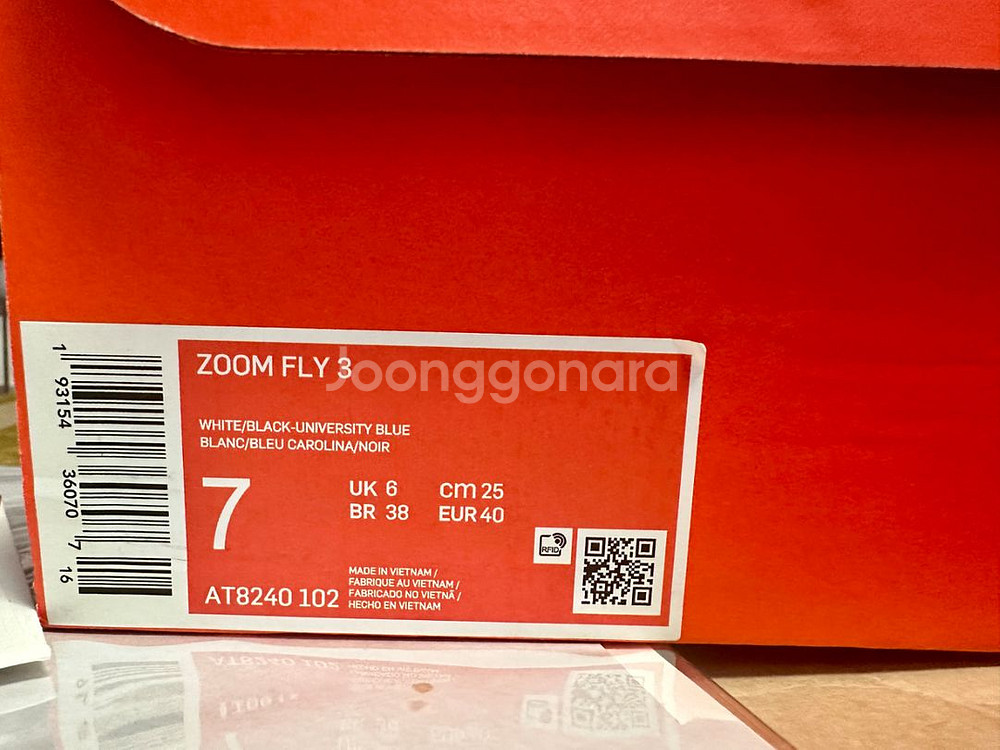 ZOOM FLY 3
Joonggonara
WHITE/BLACK-UNIVERSITY BLUE
BLANC/BLEU CAROLINA/NOIR
7
UK 6 cm 25
BR 38 EUR 40
RFID
MADE IN VIETNAM /
FABRIQUE AU VIETNAM /
FABRICADO NO VIETNÃ /
HECHO EN VIETNAM
AT8240 102
1 93154 36070 7 16